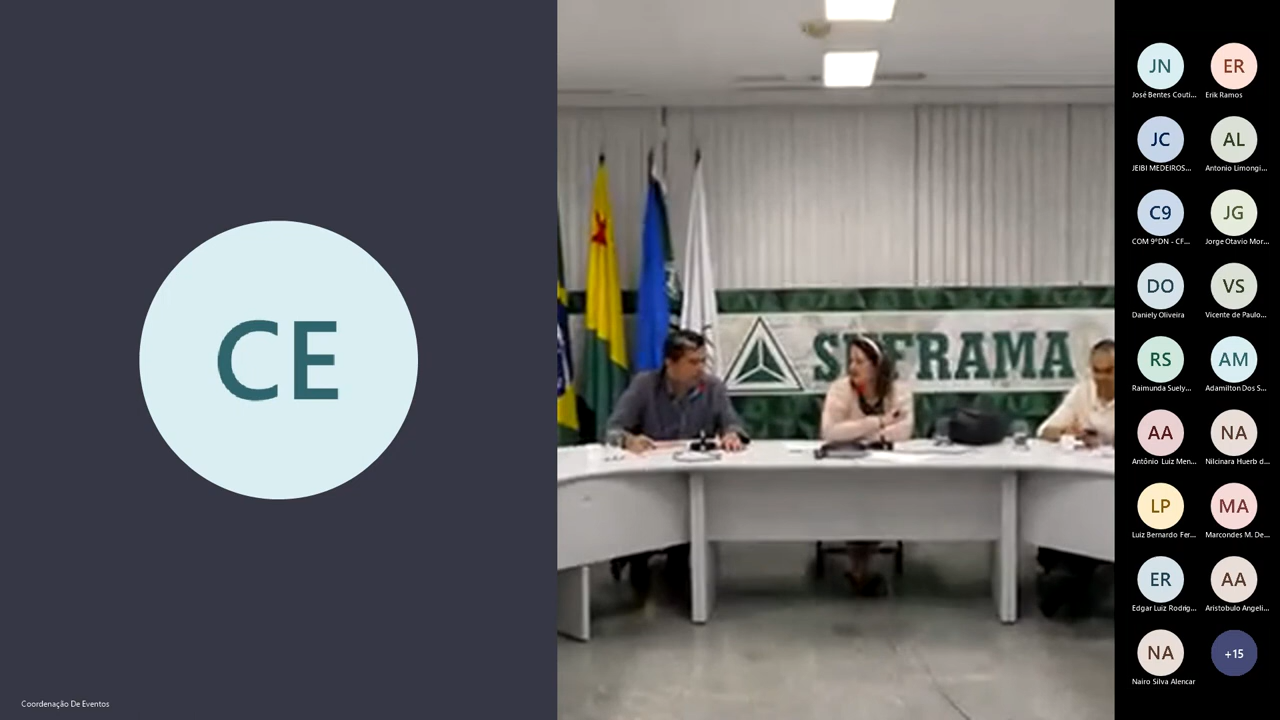 CE
Coordenação De Eventos
SUFRAMA
JN
ER
José Bentes Couti...
Erik Ramos
JC
AL
JEIBI MEDEIROS...
Antonio Limongi...
C9
JG
COM 9ºDN - CF...
Jorge Otavio Mor...
DO
VS
Daniely Oliveira
Vicente de Paulo...
RS
AM
Raimunda Suely...
Adamilton Dos S...
AA
NA
Antônio Luiz Men...
Nilcinara Huerb d...
LP
MA
Luiz Bernardo Fer...
Marcondes M. De...
ER
AA
Edgar Luiz Rodrig...
Aristobulo Angeli...
NA
+15
Nairo Silva Alencar